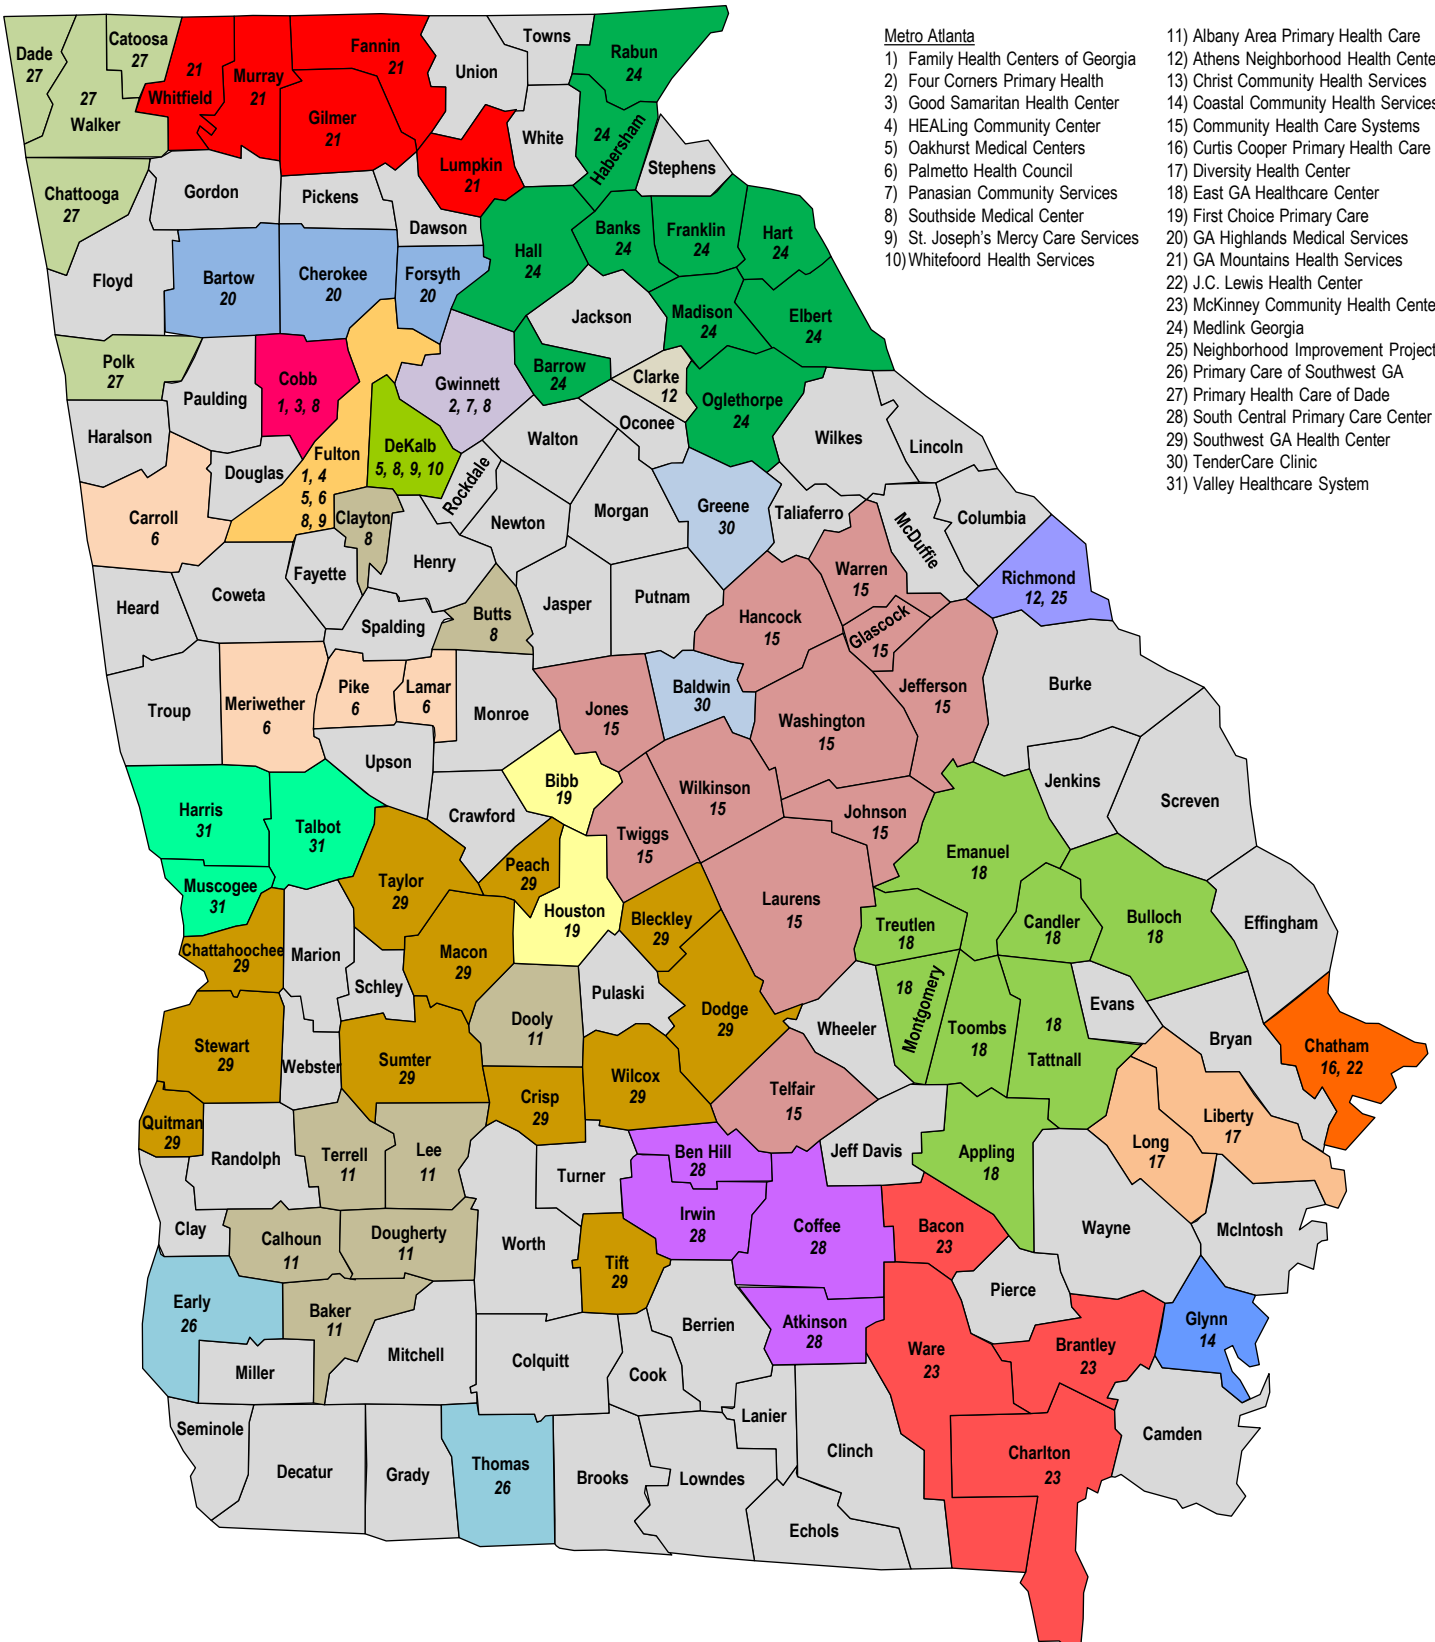 Metro Atlanta
1) Family Health Centers of Georgia
2) Four Corners Primary Health
3) Good Samaritan Health Center
4) HEALing Community Center
5) Oakhurst Medical Centers
6) Palmetto Health Council
7) Panasian Community Services
8) Southside Medical Center
9) St. Joseph's Mercy Care Services
10) Whitefoord Health Services
11) Albany Area Primary Health Care
12) Athens Neighborhood Health Cente
13) Christ Community Health Services
14) Coastal Community Health Services
15) Community Health Care Systems
16) Curtis Cooper Primary Health Care
17) Diversity Health Center
18) East GA Healthcare Center
19) First Choice Primary Care
20) GA Highlands Medical Services
21) GA Mountains Health Services
22) J.C. Lewis Health Center
23) McKinney Community Health Cente
24) Medlink Georgia
25) Neighborhood Improvement Project
26) Primary Care of Southwest GA
27) Primary Health Care of Dade
28) South Central Primary Care Center
29) Southwest GA Health Center
30) TenderCare Clinic
31) Valley Healthcare System
Dade
27
Catoosa
27
27
Walker
21
Whitfield
Murray
21
Fannin
21
Gilmer
21
Union
Towns
Rabun
24
White
24
Habersham
Lumpkin
21
Stephens
Chattooga
27
Gordon
Pickens
Dawson
Hall
24
Banks
24
Franklin
24
Hart
24
Floyd
Bartow
20
Cherokee
20
Forsyth
20
Jackson
Madison
24
Elbert
24
Polk
27
Paulding
Cobb
1, 3, 8
Gwinnett
2, 7, 8
Barrow
24
Clarke
12
Oglethorpe
24
Haralson
Douglas
Fulton
1, 4
5, 6
8, 9
DeKalb
5, 8, 9, 10
Rockdale
Walton
Oconee
Wilkes
Lincoln
Carroll
6
Clayton
8
Newton
Morgan
Greene
30
Taliaferro
McDuffie
Columbia
Heard
Coweta
Fayette
Henry
Spalding
Butts
8
Jasper
Putnam
Hancock
15
Warren
15
Glascock
15
Richmond
12, 25
Troup
Meriwether
6
Pike
6
Lamar
6
Monroe
Jones
15
Baldwin
30
Washington
15
Jefferson
15
Burke
Upson
Bibb
19
Wilkinson
15
Johnson
15
Jenkins
Screven
Harris
31
Talbot
31
Crawford
Twiggs
15
Muscogee
31
Taylor
29
Peach
29
Houston
19
Bleckley
29
Laurens
15
Emanuel
18
Treutlen
18
Candler
18
Bulloch
18
Effingham
Chattahoochee
29
Marion
Schley
Macon
29
Dooly
11
Pulaski
Dodge
29
Wheeler
18
Montgomery
Toombs
18
18
Tattnall
Evans
Bryan
Chatham
16, 22
Stewart
29
Webster
Sumter
29
Crisp
29
Wilcox
29
Telfair
15
Quitman
29
Randolph
Terrell
11
Lee
11
Turner
Ben Hill
28
Jeff Davis
Appling
18
Long
17
Liberty
17
Clay
Calhoun
11
Dougherty
11
Worth
Irwin
28
Coffee
28
Bacon
23
Wayne
McIntosh
Tift
29
Early
26
Baker
11
Mitchell
Berrien
Atkinson
28
Pierce
Glynn
14
Miller
Colquitt
Cook
Ware
23
Brantley
23
Seminole
Decatur
Grady
Thomas
26
Brooks
Lowndes
Lanier
Clinch
Echols
Charlton
23
Camden